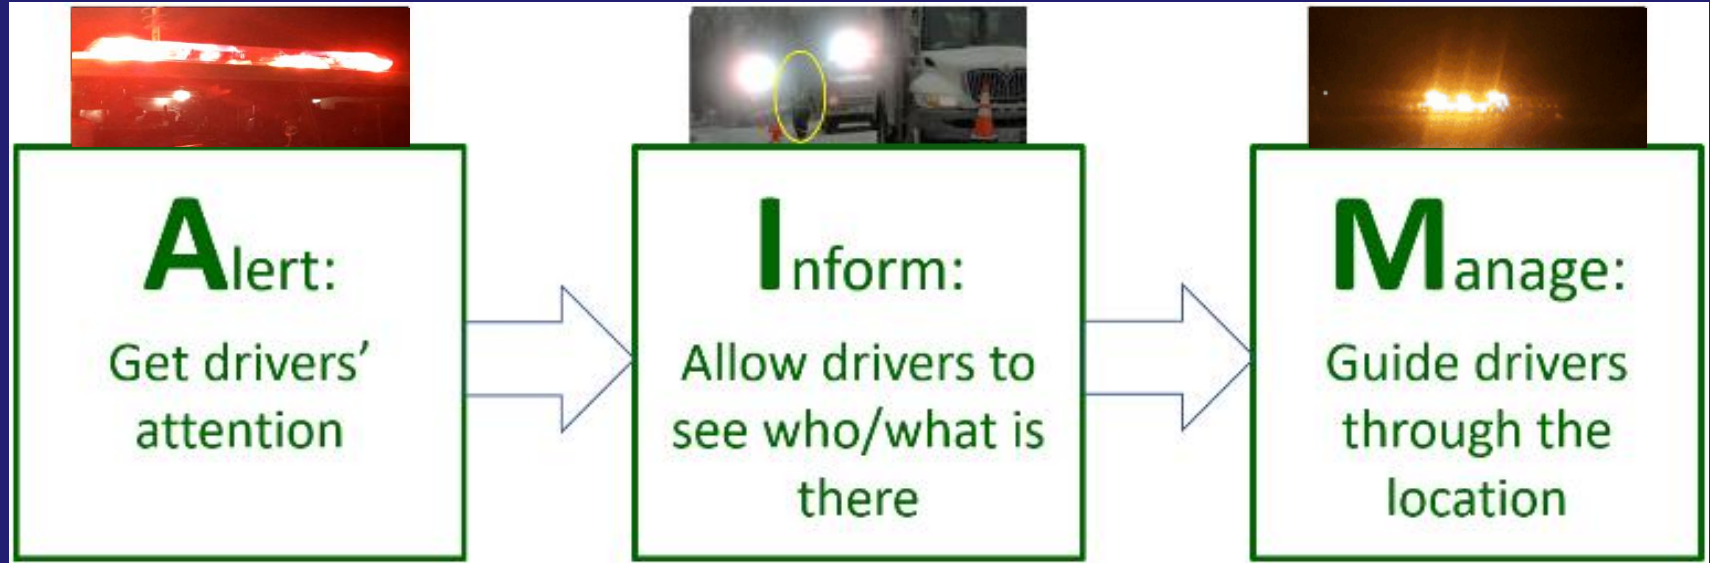 Alert:
Get drivers’
attention
Inform:
Allow drivers to
see who/what is
there
Manage:
Guide drivers
through the
location